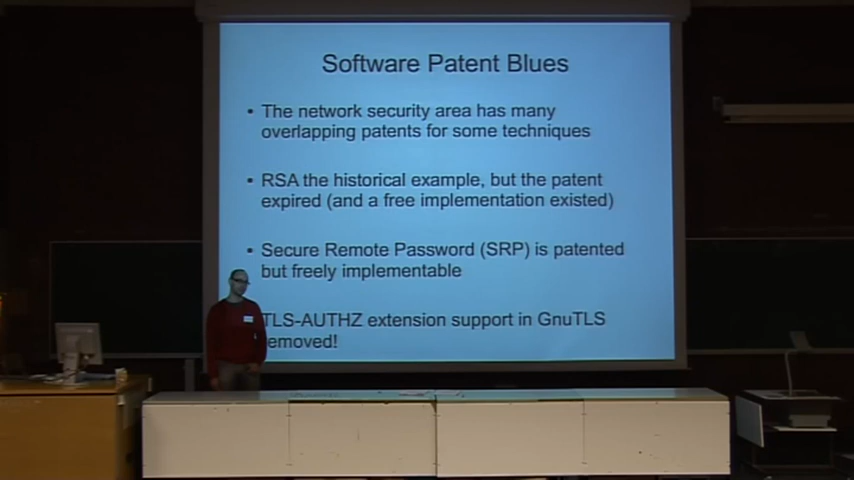 Software Patent Blues
• The network security area has many
overlapping patents for some techniques
• RSA the historical example, but the patent
expired (and a free implementation existed)
• Secure Remote Password (SRP) is patented
but freely implementable
TLS-AUTHZ extension support in GnuTLS
emoved!